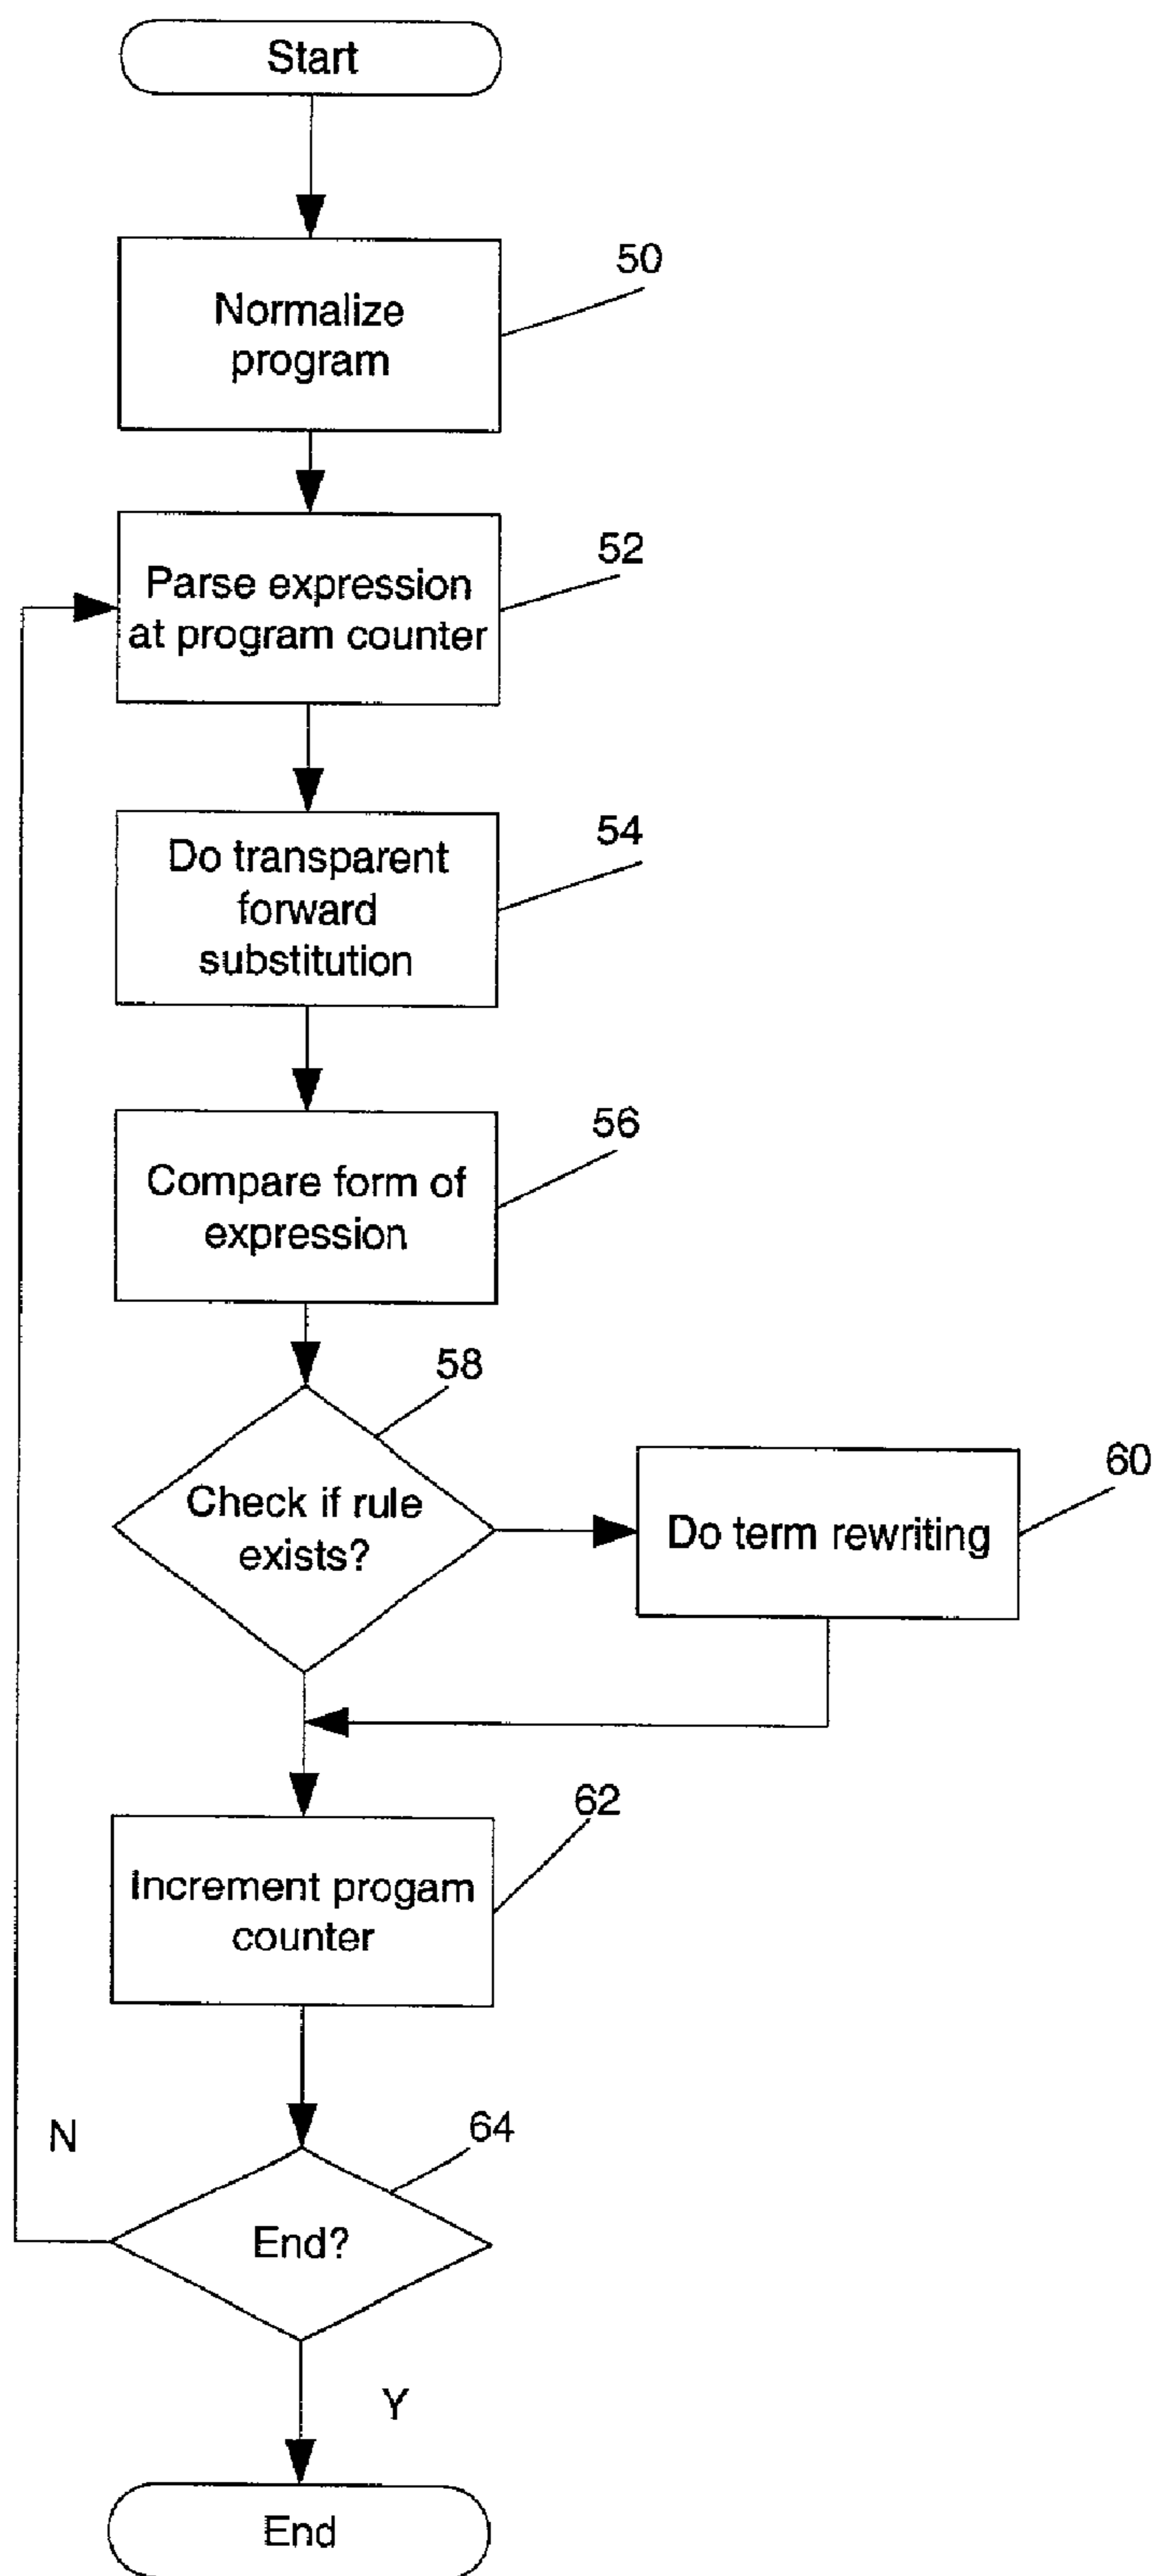 Start
50
Normalize
program
52
Parse expression
at program counter
54
Do transparent
forward
substitution
56
Compare form of
expression
58
Check if rule
exists?
60
Do term rewriting
62
Increment progam
counter
N
64
End?
Y
End